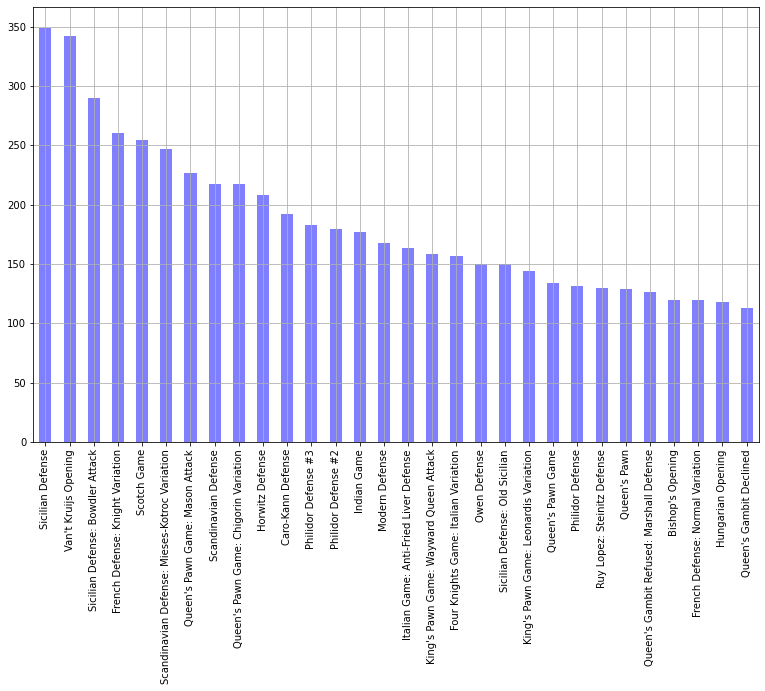 350
300
250
200
150
100
50
0
Sicilian Defense
Van't Kruijs Opening
Sicilian Defense: Bowdler Attack
French Defense: Knight Variation
Scotch Game
Scandinavian Defense: Mieses-Kotroc Variation
Queen's Pawn Game: Mason Attack
Scandinavian Defense
Queen's Pawn Game: Chigorin Variation
Horwitz Defense
Caro-Kann Defense
Philidor Defense #3
Philidor Defense #2
Indian Game
Modern Defense
Italian Game: Anti-Fried Liver Defense
King's Pawn Game: Wayward Queen Attack
Four Knights Game: Italian Variation
Owen Defense
Sicilian Defense: Old Sicilian
King's Pawn Game: Leonardis Variation
Queen's Pawn Game
Philidor Defense
Ruy Lopez: Steinitz Defense
Queen's Pawn
Queen's Gambit Refused: Marshall Defense
Bishop's Opening
French Defense: Normal Variation
Hungarian Opening
Queen's Gambit Declined